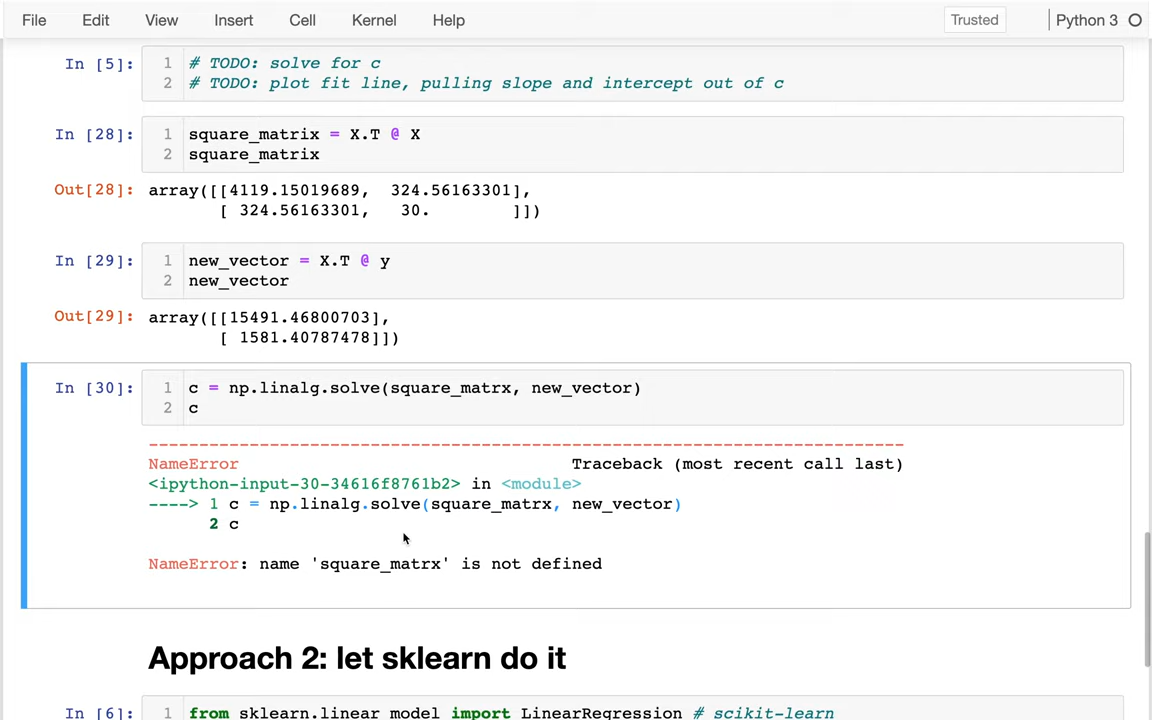 File Edit View Insert Cell Kernel Help Trusted Python 3
In [5]: 1 # TODO: solve for c
2 # TODO: plot fit line, pulling slope and intercept out of c
In [28]: 1 square_matrix = X.T @ X
2 square_matrix
Out[28]: array([[4119.15019689, 324.56163301],
[ 324.56163301, 30. ]])
In [29]: 1 new_vector = X.T @ y
2 new_vector
Out[29]: array([[15491.46800703],
[ 1581.40787478]])
In [30]: 1 c = np.linalg.solve(square_matrx, new_vector)
2 c
---------------------------------------------------------------------------
NameError Traceback (most recent call last)
<ipython-input-30-34616f8761b2> in <module>
----> 1 c = np.linalg.solve(square_matrx, new_vector)
2 c
NameError: name 'square_matrx' is not defined
Approach 2: let sklearn do it
In [6]: 1 from sklearn.linear_model import LinearRegression # scikit-learn